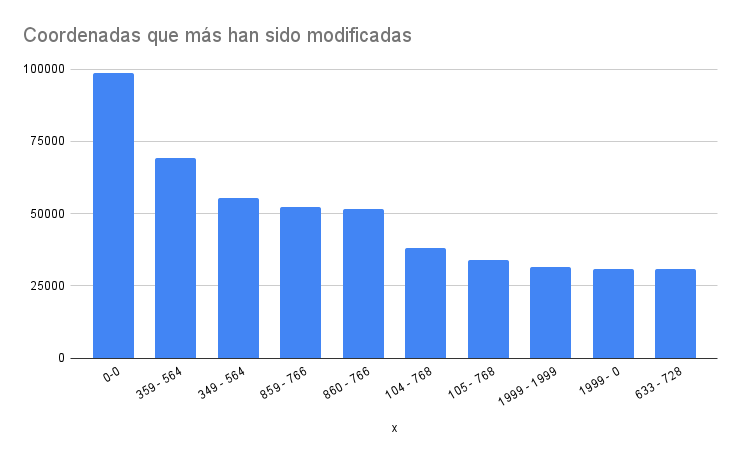 Coordenadas que más han sido modificadas
100000
75000
50000
25000
0
0-0
359 - 564
349 - 564
859 - 766
860 - 766
104 - 768
105 - 768
1999 - 1999
1999 - 0
633 - 728
x